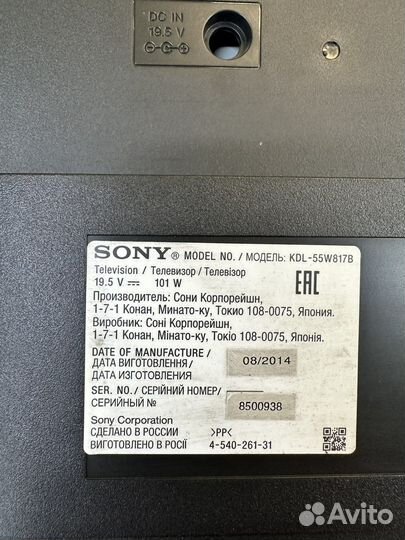 DC IN
19.5 V
SONY® MODEL NO. / МОДЕЛЬ: KDL-55W817B
Television / Телевизор / Телевізор
19.5 V ⎓ 101 W
EAC
Производитель: Сони Корпорейшн,
1-7-1 Конан, Минато-ку, Токио 108-0075, Япония.
Виробник: Соні Корпорейшн,
1-7-1 Конан, Мінато-ку, Токіо 108-0075, Японія.
DATE OF MANUFACTURE /
ДАТА ВИГОТОВЛЕННЯ / 08/2014
ДАТА ИЗГОТОВЛЕНИЯ
SER. NO. / СЕРІЙНИЙ НОМЕР/
СЕРИЙНЫЙ № 8500938
Sony Corporation
СДЕЛАНО В РОССИИ >PP<
ВИГОТОВЛЕНО В РОСІЇ 4-540-261-31
Avito